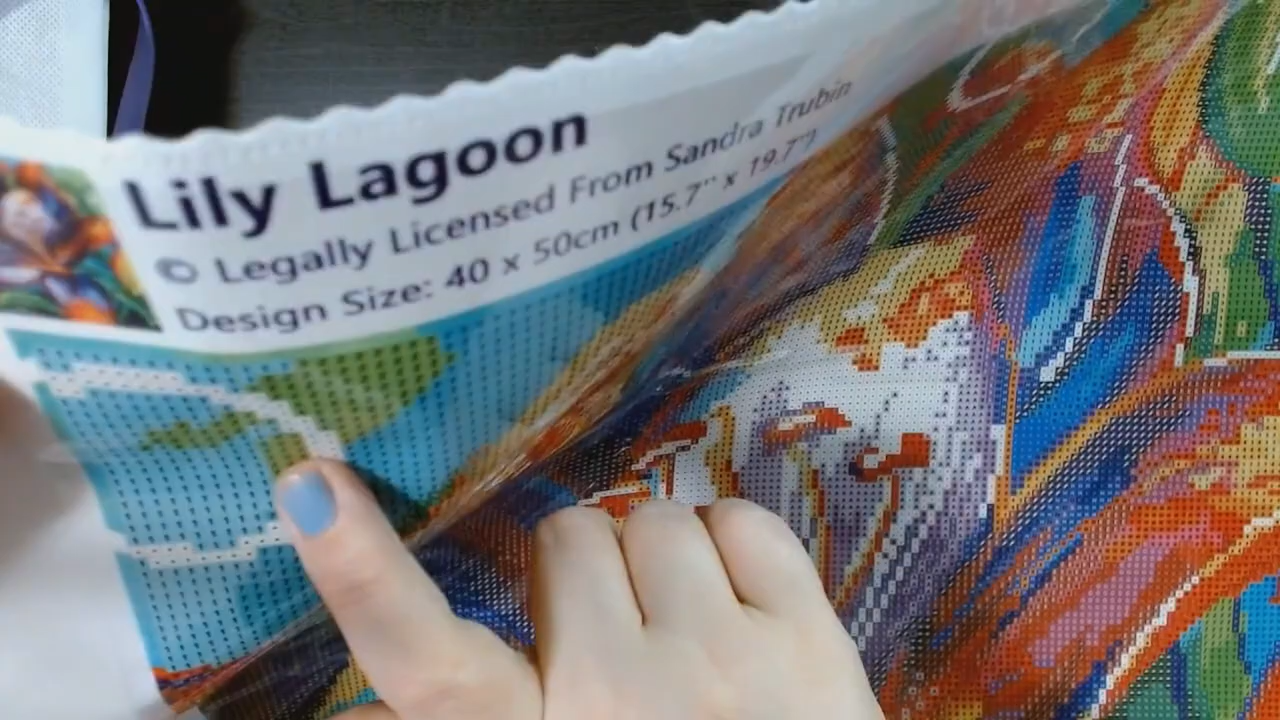 Lily Lagoon
© Legally Licensed From Sandra Trubin
Design Size: 40 x 50cm (15.7'' x 19.7'')